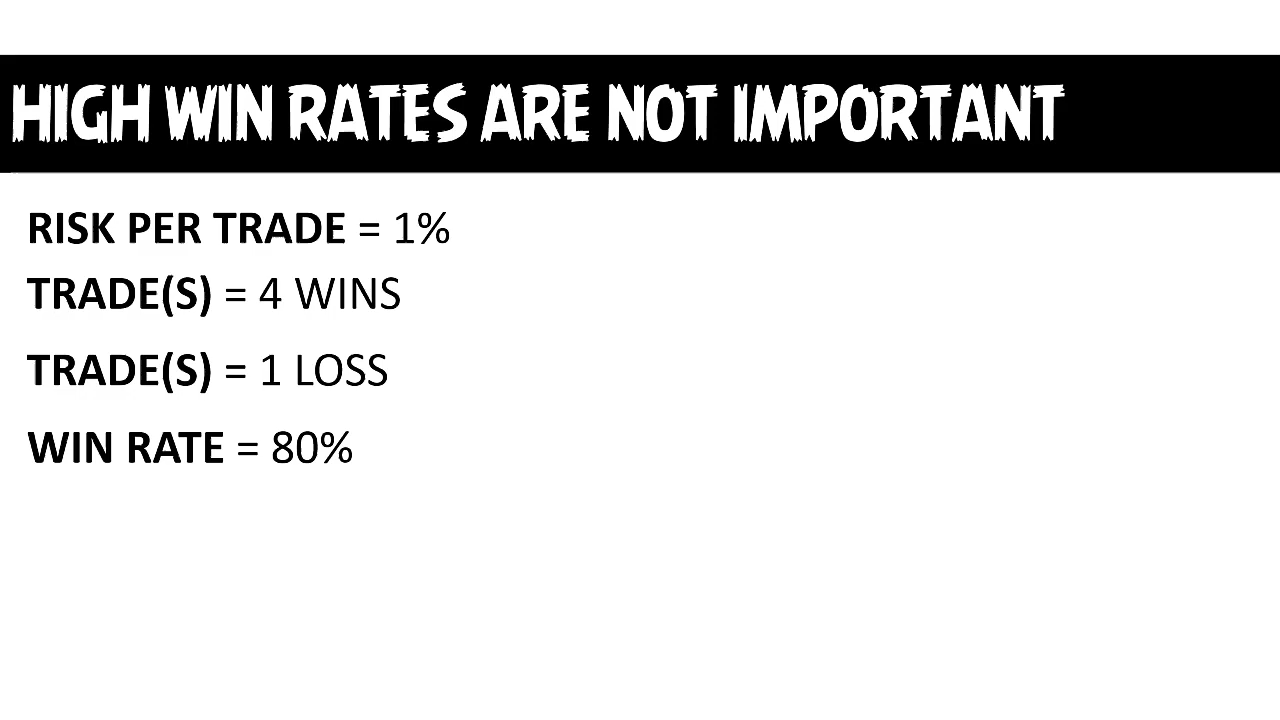 HIGH WIN RATES ARE NOT IMPORTANT
RISK PER TRADE = 1%
TRADE(S) = 4 WINS
TRADE(S) = 1 LOSS
WIN RATE = 80%